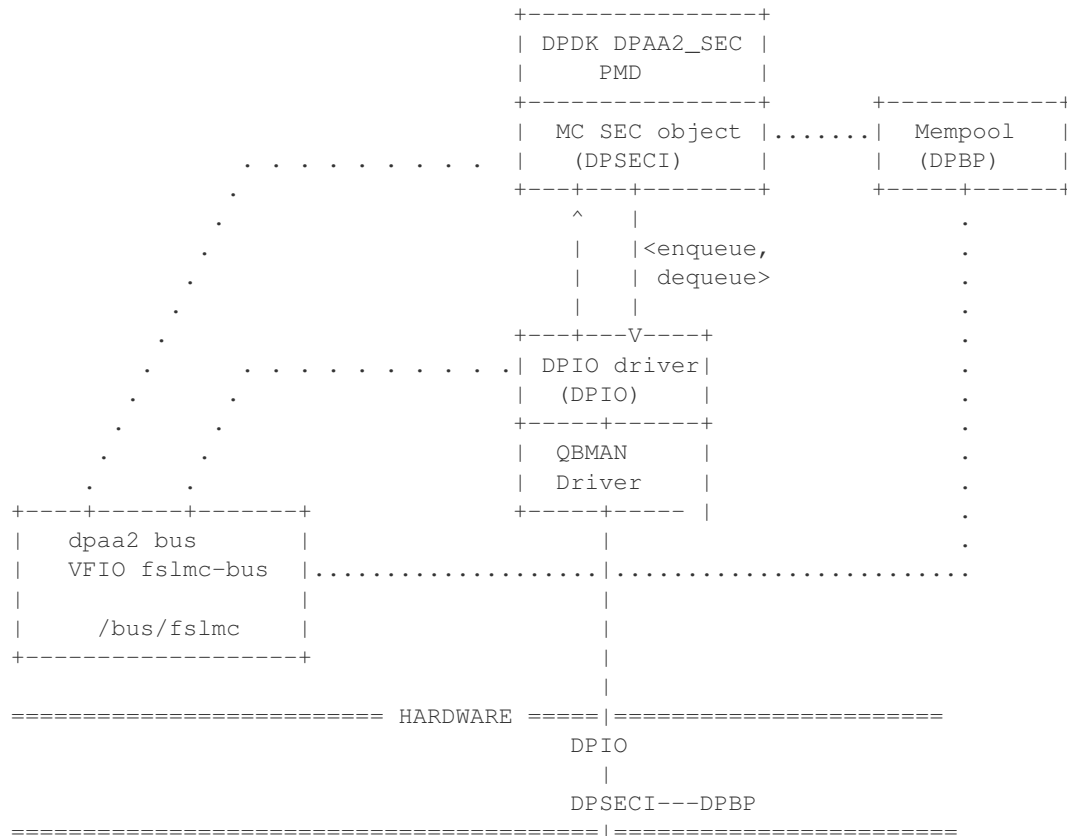 DPDK DPAA2_SEC
PMD
MC SEC object ....... Mempool
(DPSECI) (DPBP)
<enqueue,
dequeue>
DPIO driver
(DPIO)
QBMAN
Driver
dpaa2 bus
VFIO fslmc-bus
/bus/fslmc
HARDWARE
DPIO
DPSECI---DPBP